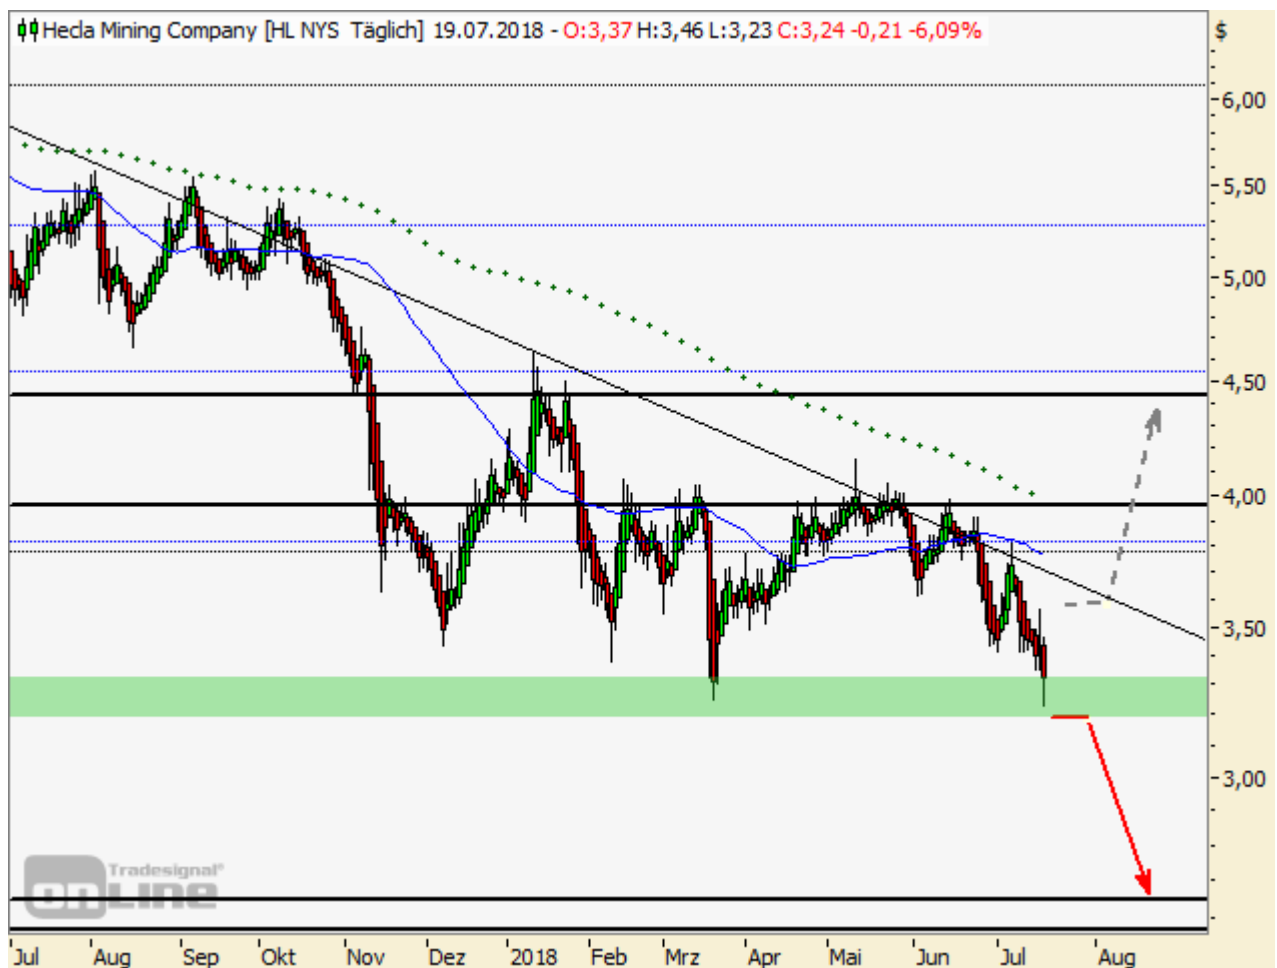 Hecla Mining Company [HL NYS Täglich] 19.07.2018 - O:3,37 H:3,46 L:3,23 C:3,24 -0,21 -6,09%
$
6,00
5,50
5,00
4,50
4,00
3,50
3,00
Tradesignal®
onLine
Jul Aug Sep Okt Nov Dez 2018 Feb Mrz Apr Mai Jun Jul Aug